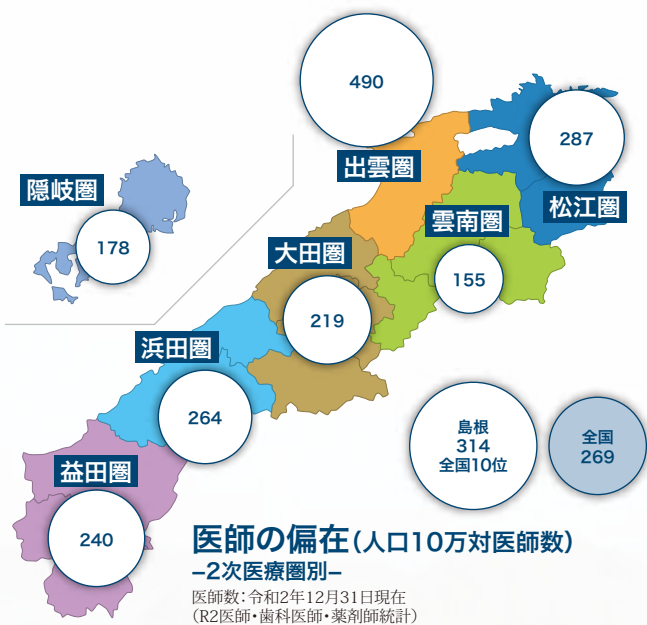 490
出雲圏
287
松江圏
隠岐圏
178
雲南圏
155
大田圏
219
浜田圏
264
益田圏
240
島根
314
全国10位
全国
269
医師の偏在(人口10万対医師数)
–2次医療圏別–
医師数:令和2年12月31日現在
(R2医師・歯科医師・薬剤師統計)